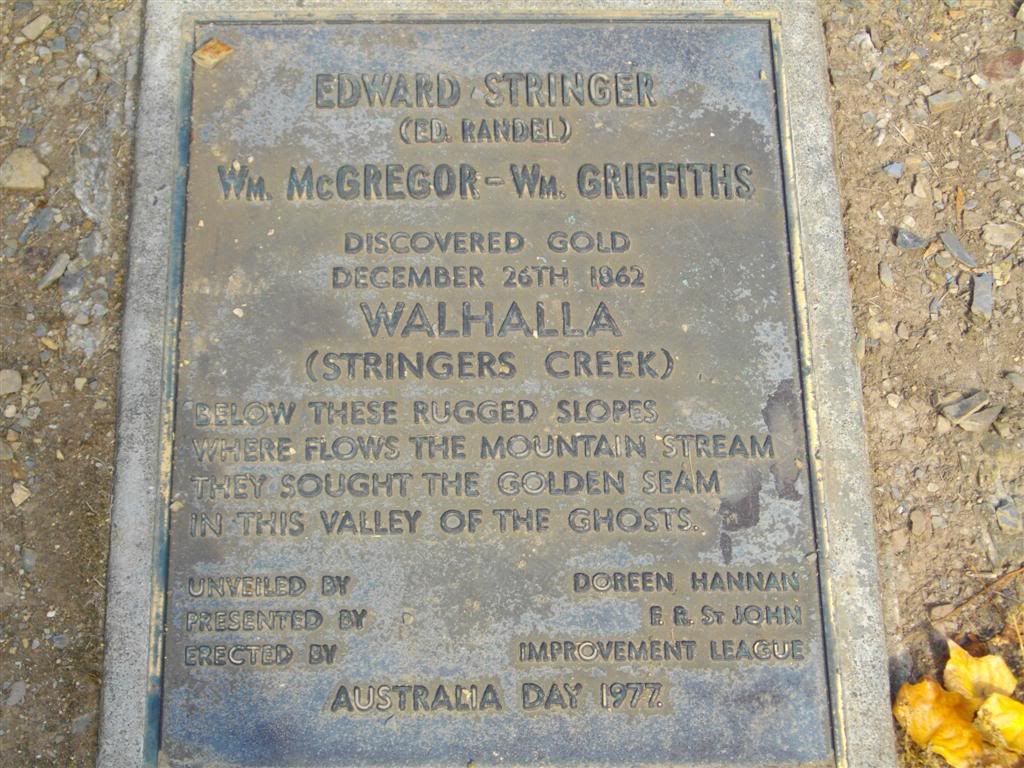 EDWARD STRINGER
(ED. RANDEL)
WM. McGREGOR - WM. GRIFFITHS
DISCOVERED GOLD
DECEMBER 26TH 1862
WALHALLA
(STRINGERS CREEK)
BELOW THESE RUGGED SLOPES
WHERE FLOWS THE MOUNTAIN STREAM
THEY SOUGHT THE GOLDEN SEAM
IN THIS VALLEY OF THE GHOSTS.
UNVEILED BY DOREEN HANNAN
PRESENTED BY F. R. ST JOHN
ERECTED BY IMPROVEMENT LEAGUE
AUSTRALIA DAY 1977.